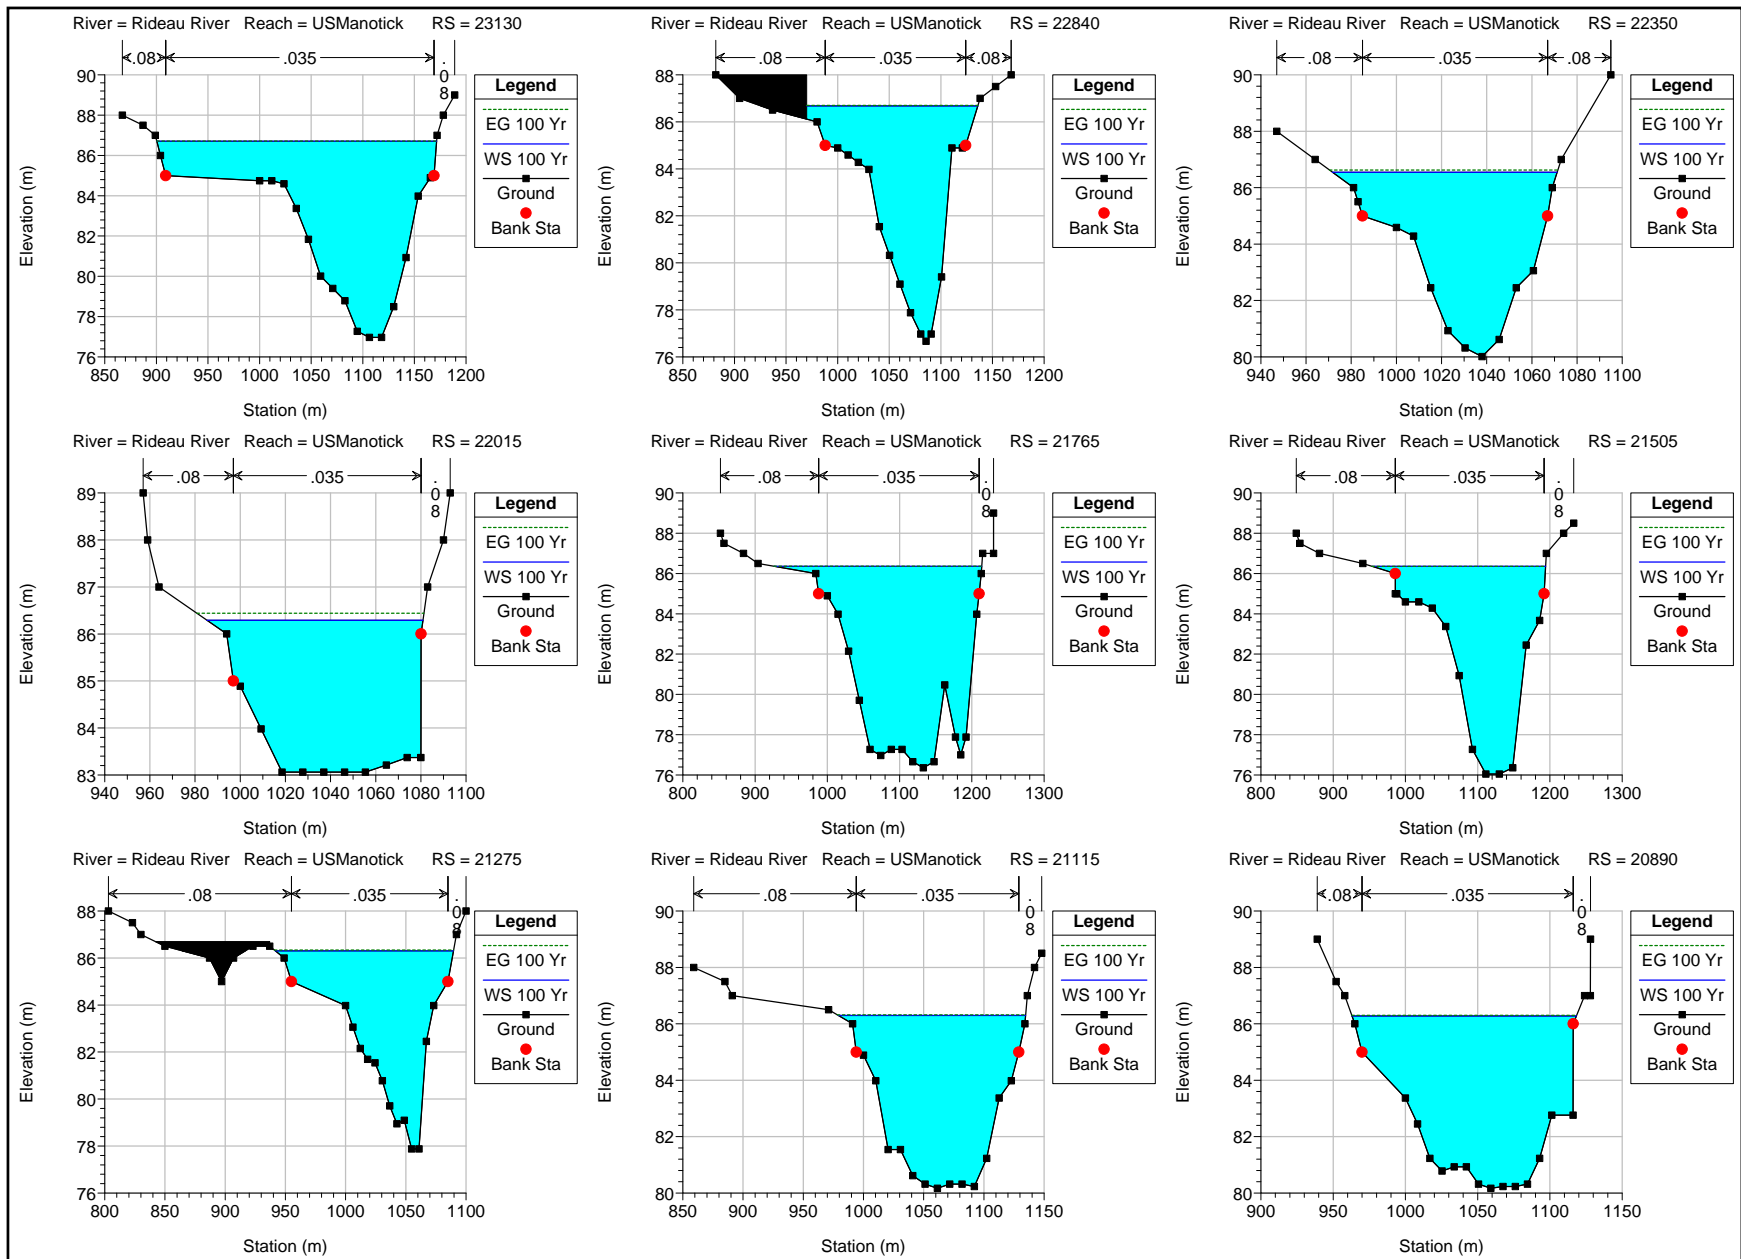 River = Rideau River Reach = USManotick RS = 23130
.08 .035 .08
Legend
EG 100 Yr
WS 100 Yr
Ground
Bank Sta
90
88
86
84
82
80
78
76
850 900 950 1000 1050 1100 1150 1200
Elevation (m)
Station (m)
River = Rideau River Reach = USManotick RS = 22840
.08 .035 .08
Legend
EG 100 Yr
WS 100 Yr
Ground
Bank Sta
88
86
84
82
80
78
76
850 900 950 1000 1050 1100 1150 1200
Elevation (m)
Station (m)
River = Rideau River Reach = USManotick RS = 22350
.08 .035 .08
Legend
EG 100 Yr
WS 100 Yr
Ground
Bank Sta
90
88
86
84
82
80
940 960 980 1000 1020 1040 1060 1080 1100
Elevation (m)
Station (m)
River = Rideau River Reach = USManotick RS = 22015
.08 .035 .08
Legend
EG 100 Yr
WS 100 Yr
Ground
Bank Sta
89
88
87
86
85
84
83
940 960 980 1000 1020 1040 1060 1080 1100
Elevation (m)
Station (m)
River = Rideau River Reach = USManotick RS = 21765
.08 .035 .08
Legend
EG 100 Yr
WS 100 Yr
Ground
Bank Sta
90
88
86
84
82
80
78
76
800 900 1000 1100 1200 1300
Elevation (m)
Station (m)
River = Rideau River Reach = USManotick RS = 21505
.08 .035 .08
Legend
EG 100 Yr
WS 100 Yr
Ground
Bank Sta
90
88
86
84
82
80
78
76
800 900 1000 1100 1200 1300
Elevation (m)
Station (m)
River = Rideau River Reach = USManotick RS = 21275
.08 .035 .08
Legend
EG 100 Yr
WS 100 Yr
Ground
Bank Sta
88
86
84
82
80
78
76
800 850 900 950 1000 1050 1100
Elevation (m)
Station (m)
River = Rideau River Reach = USManotick RS = 21115
.08 .035 .08
Legend
EG 100 Yr
WS 100 Yr
Ground
Bank Sta
90
88
86
84
82
80
850 900 950 1000 1050 1100 1150
Elevation (m)
Station (m)
River = Rideau River Reach = USManotick RS = 20890
.08 .035 .08
Legend
EG 100 Yr
WS 100 Yr
Ground
Bank Sta
90
88
86
84
82
80
900 950 1000 1050 1100 1150
Elevation (m)
Station (m)